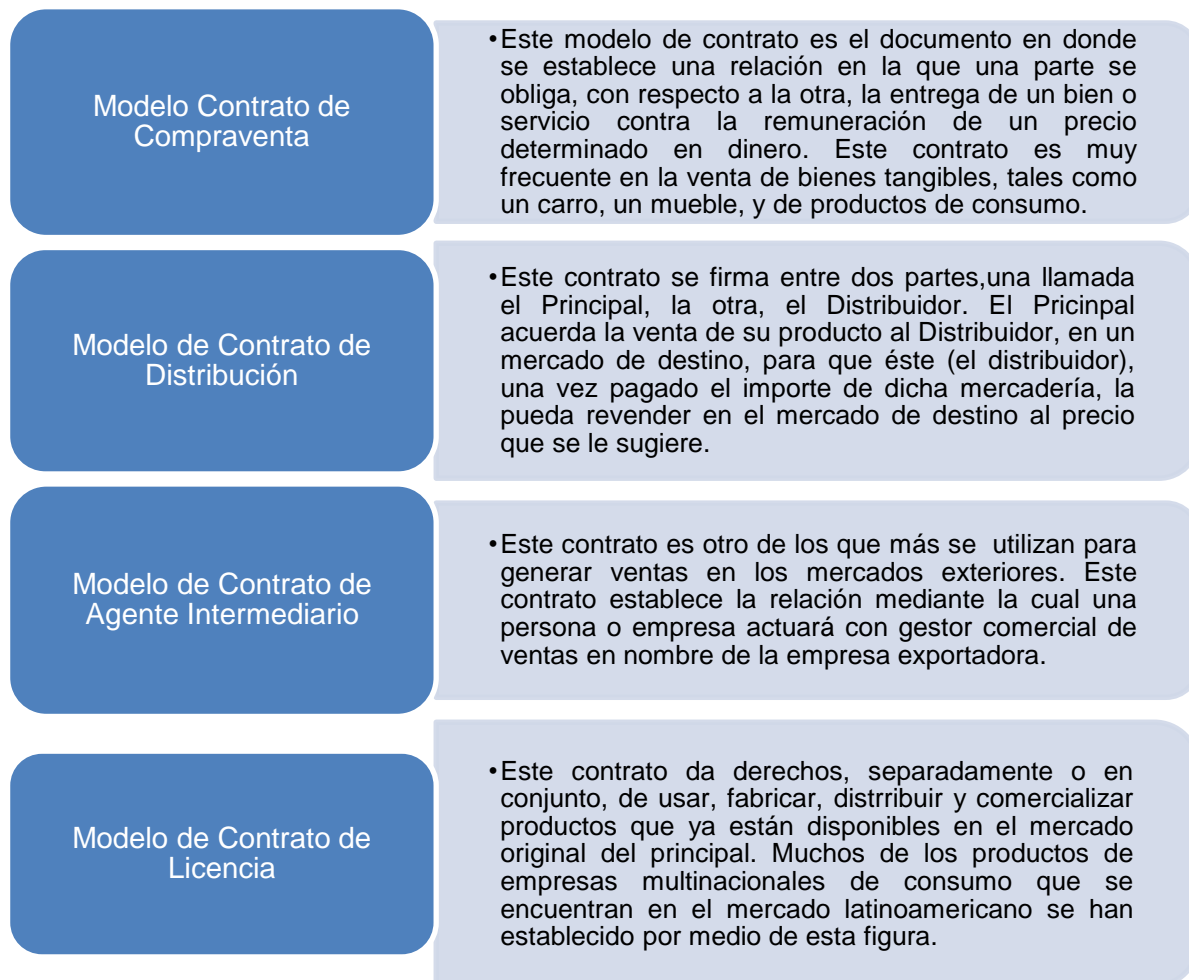 Modelo Contrato de
Compraventa
•Este modelo de contrato es el documento en donde
se establece una relación en la que una parte se
obliga, con respecto a la otra, la entrega de un bien o
servicio contra la remuneración de un precio
determinado en dinero. Este contrato es muy
frecuente en la venta de bienes tangibles, tales como
un carro, un mueble, y de productos de consumo.
Modelo de Contrato de
Distribución
•Este contrato se firma entre dos partes,una llamada
el Principal, la otra, el Distribuidor. El Pricinpal
acuerda la venta de su producto al Distribuidor, en un
mercado de destino, para que éste (el distribuidor),
una vez pagado el importe de dicha mercadería, la
pueda revender en el mercado de destino al precio
que se le sugiere.
Modelo de Contrato de
Agente Intermediario
•Este contrato es otro de los que más se utilizan para
generar ventas en los mercados exteriores. Este
contrato establece la relación mediante la cual una
persona o empresa actuará con gestor comercial de
ventas en nombre de la empresa exportadora.
Modelo de Contrato de
Licencia
•Este contrato da derechos, separadamente o en
conjunto, de usar, fabricar, distrribuir y comercializar
productos que ya están disponibles en el mercado
original del principal. Muchos de los productos de
empresas multinacionales de consumo que se
encuentran en el mercado latinoamericano se han
establecido por medio de esta figura.